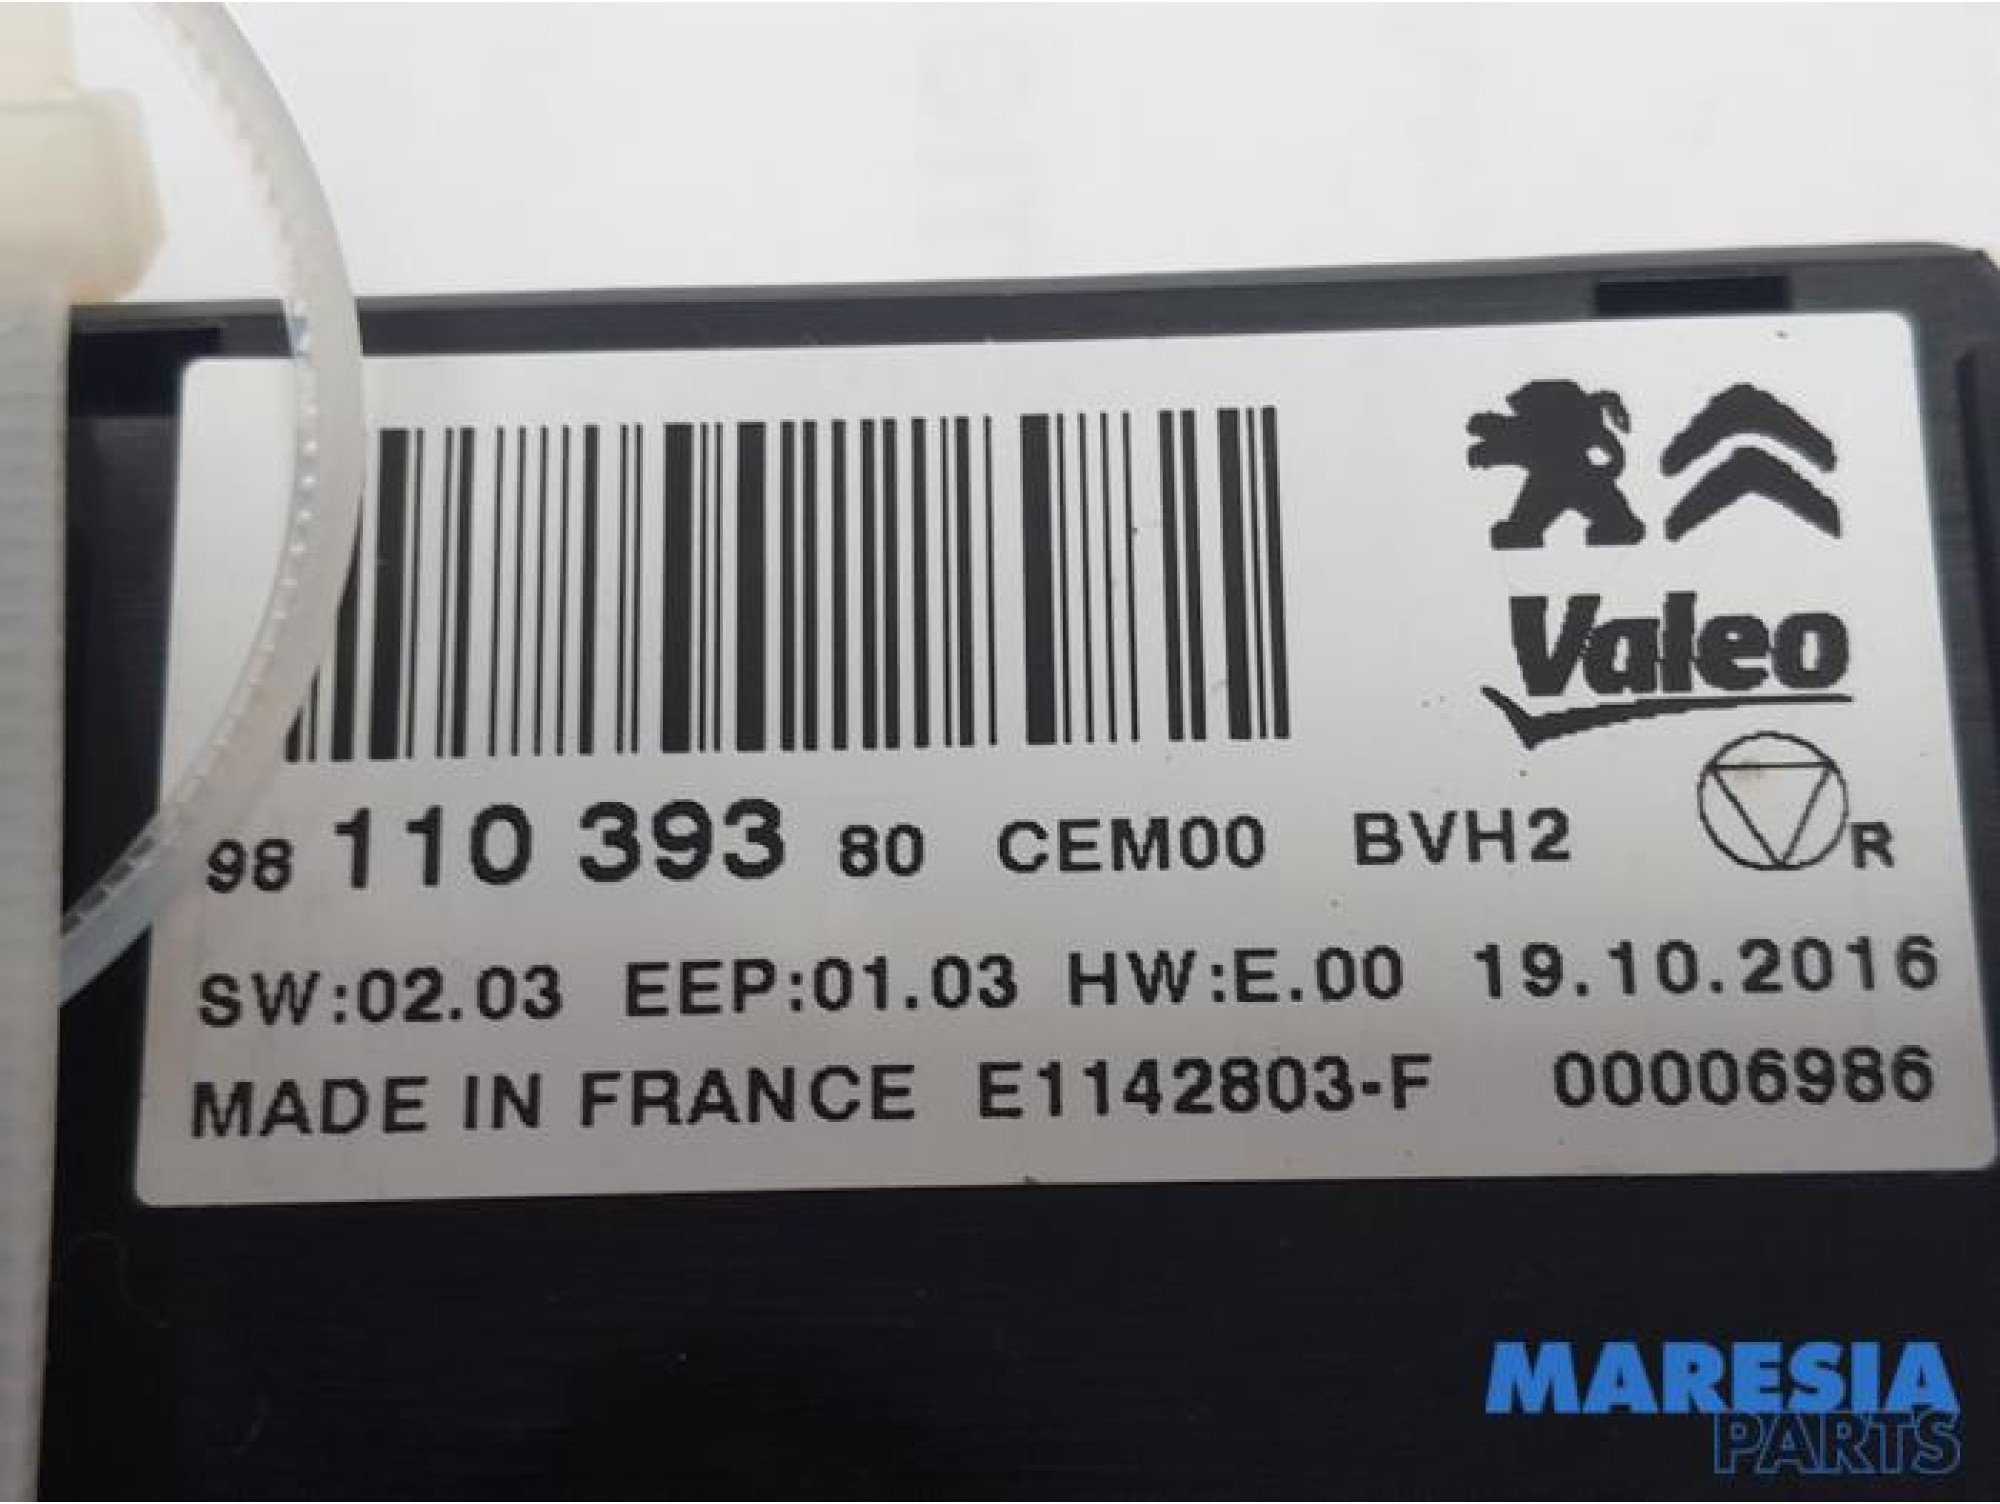 Valeo
98 110 393 80 CEM00 BVH2 R
SW:02.03 EEP:01.03 HW:E.00 19.10.2016
MADE IN FRANCE E1142803-F 00006986
MARESIA
PARTS